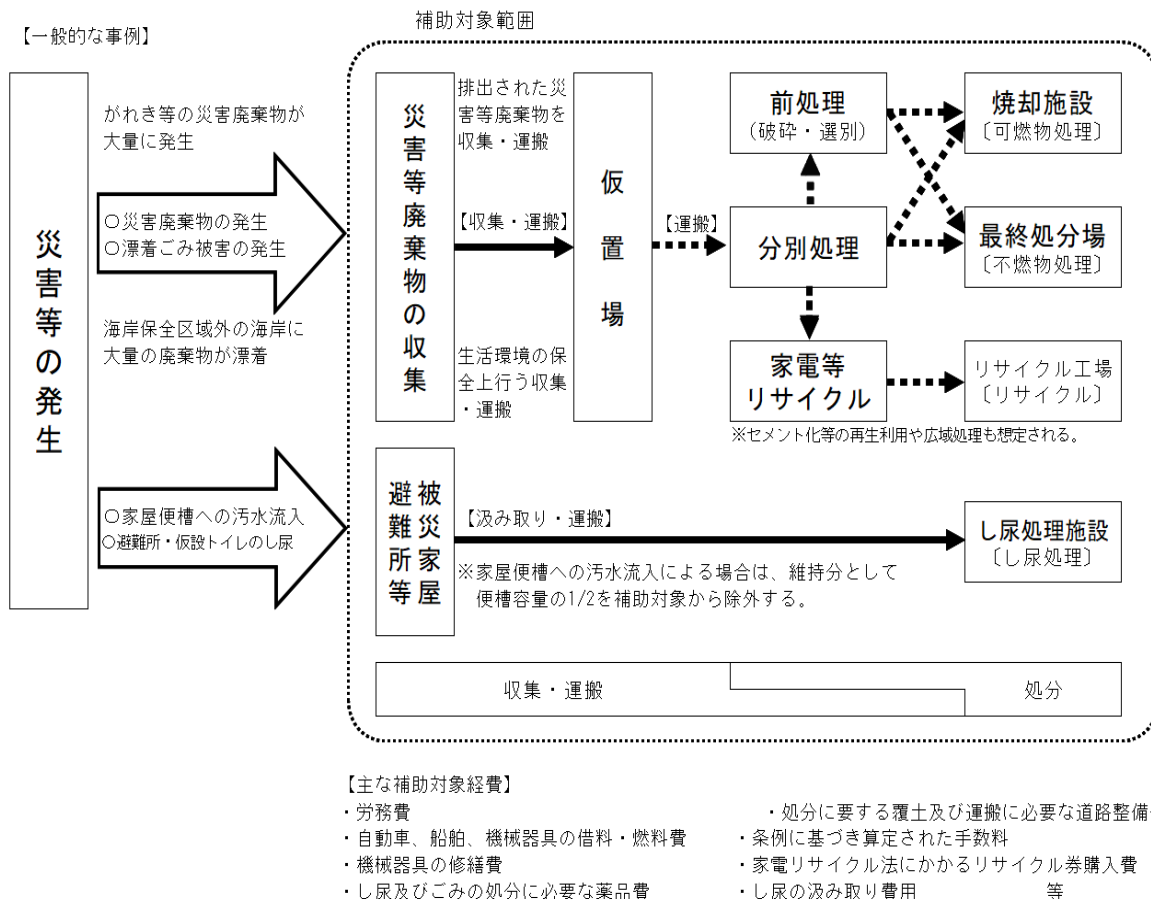 補助対象範囲
【一般的な事例】
災害等の発生
がれき等の災害廃棄物が
大量に発生
○災害廃棄物の発生
○漂着ごみ被害の発生
海岸保全区域外の海岸に
大量の廃棄物が漂着
○家屋便槽への汚水流入
○避難所・仮設トイレのし尿
災害等廃棄物の収集
排出された災
害等廃棄物を
収集・運搬
【収集・運搬】
生活環境の保
全上行う収集
・運搬
仮置場
【運搬】
前処理
(破砕・選別)
分別処理
家電等
リサイクル
焼却施設
〔可燃物処理〕
最終処分場
〔不燃物処理〕
リサイクル工場
〔リサイクル〕
※セメント化等の再生利用や広域処理も想定される。
被災家屋
避難所等
【汲み取り・運搬】
※家屋便槽への汚水流入による場合は、維持分として
便槽容量の1/2を補助対象から除外する。
し尿処理施設
〔し尿処理〕
収集・運搬
処分
【主な補助対象経費】
・労務費
・自動車、船舶、機械器具の借料・燃料費
・機械器具の修繕費
・し尿及びごみの処分に必要な薬品費
・処分に要する覆土及び運搬に必要な道路整備
・条例に基づき算定された手数料
・家電リサイクル法にかかるリサイクル券購入費
・し尿の汲み取り費用 等